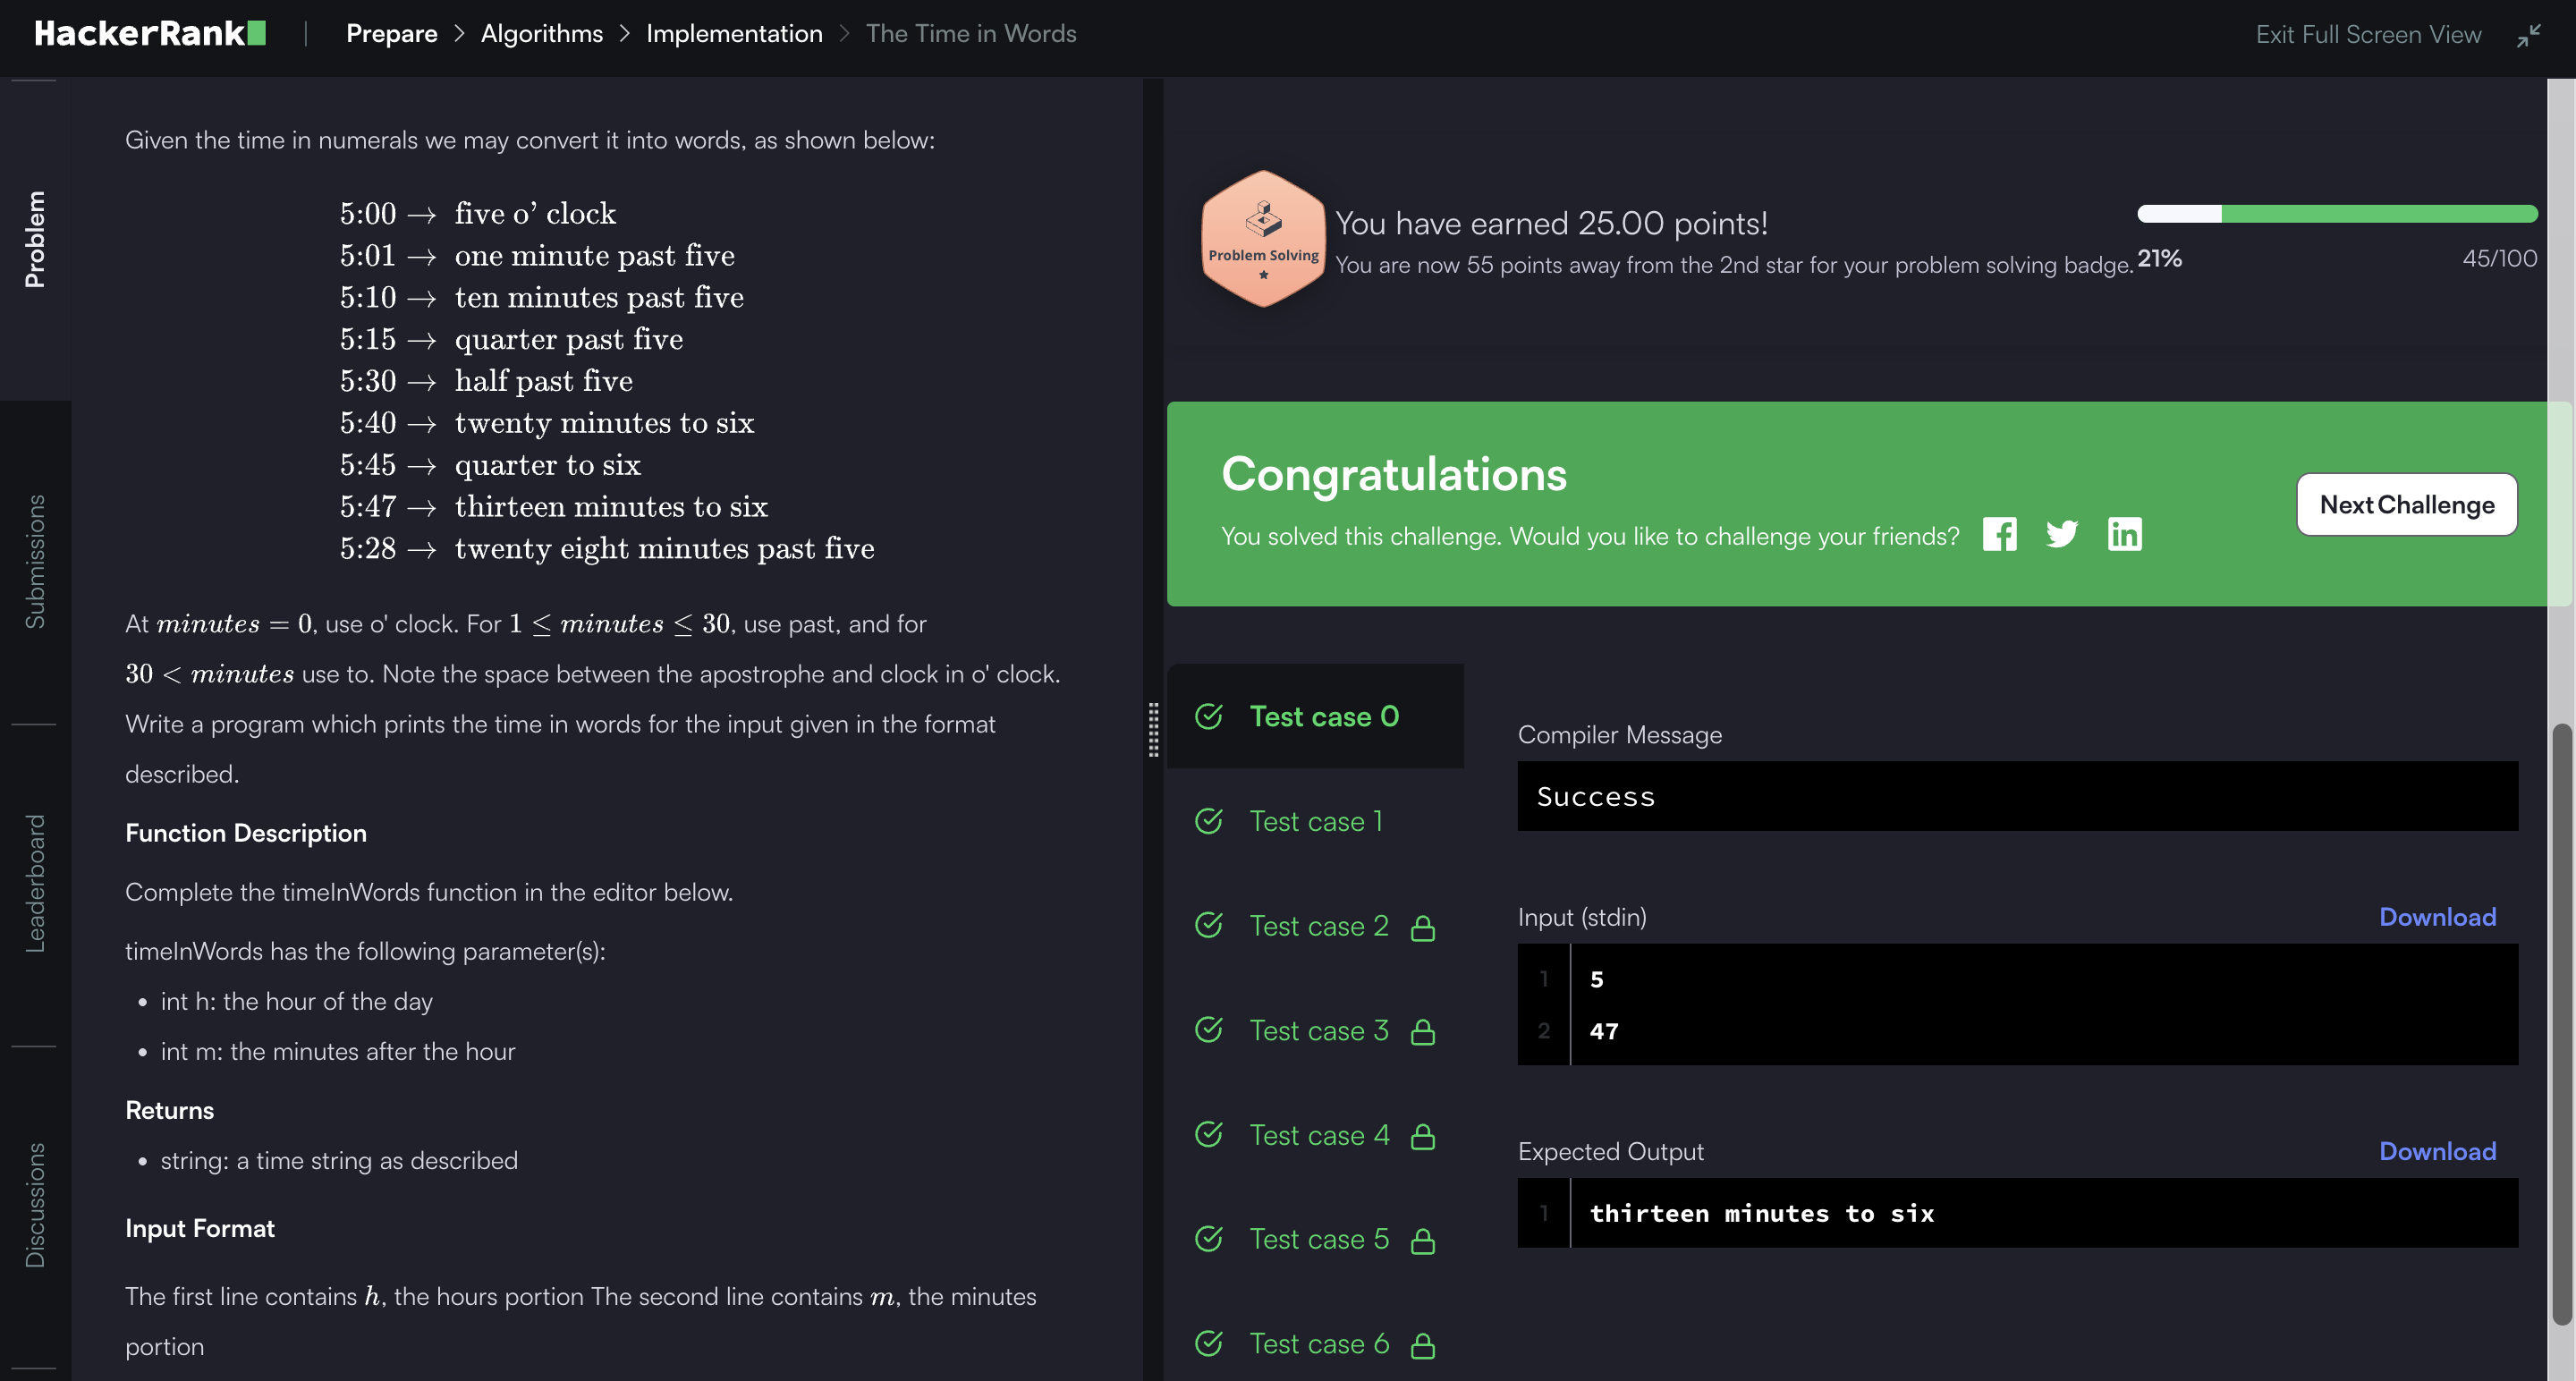 HackerRank
Prepare > Algorithms > Implementation > The Time in Words
Exit Full Screen View
Problem
Submissions
Leaderboard
Discussions
Given the time in numerals we may convert it into words, as shown below:
5:00 → five o’ clock
5:01 → one minute past five
5:10 → ten minutes past five
5:15 → quarter past five
5:30 → half past five
5:40 → twenty minutes to six
5:45 → quarter to six
5:47 → thirteen minutes to six
5:28 → twenty eight minutes past five
At minutes = 0, use o' clock. For 1 ≤ minutes ≤ 30, use past, and for
30 < minutes use to. Note the space between the apostrophe and clock in o' clock.
Write a program which prints the time in words for the input given in the format
described.
Function Description
Complete the timeInWords function in the editor below.
timeInWords has the following parameter(s):
• int h: the hour of the day
• int m: the minutes after the hour
Returns
• string: a time string as described
Input Format
The first line contains h, the hours portion The second line contains m, the minutes
portion
Problem Solving
You have earned 25.00 points!
You are now 55 points away from the 2nd star for your problem solving badge.
21%
45/100
Congratulations
You solved this challenge. Would you like to challenge your friends?
Next Challenge
Test case 0
Test case 1
Test case 2
Test case 3
Test case 4
Test case 5
Test case 6
Compiler Message
Success
Input (stdin)
Download
1 5
2 47
Expected Output
Download
1 thirteen minutes to six